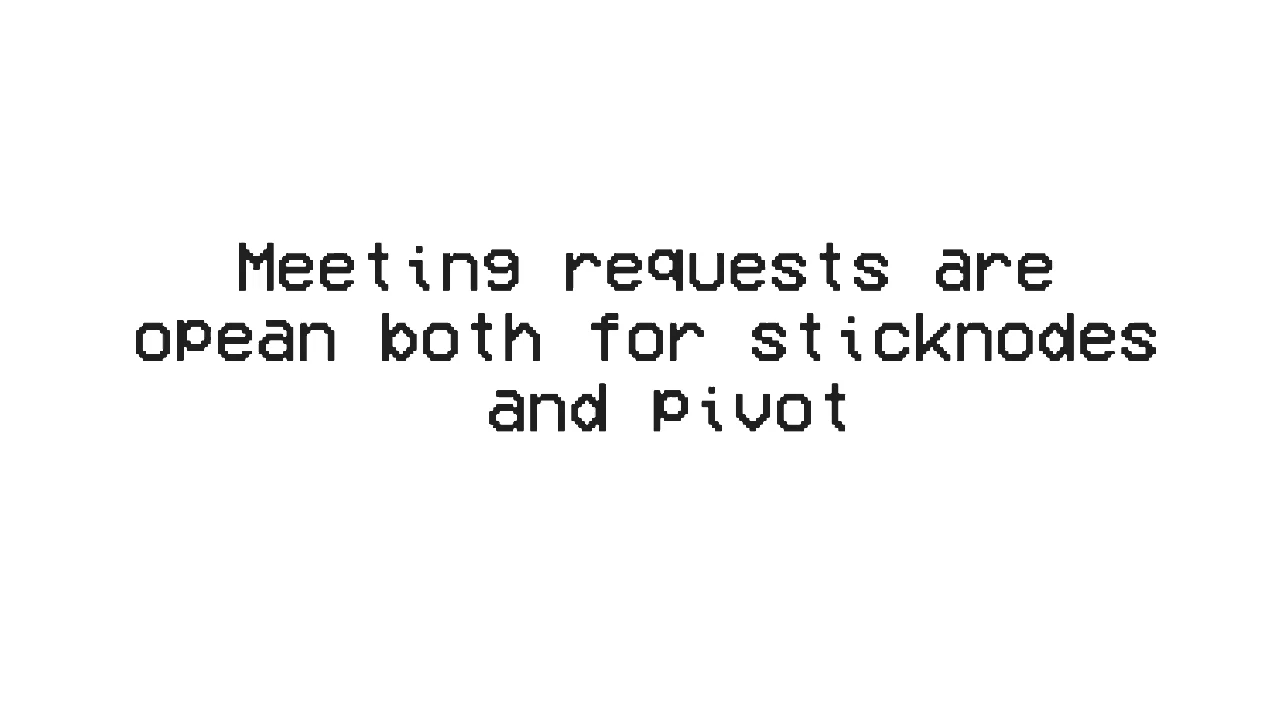 Meeting requests are
opean both for sticknodes
and pivot